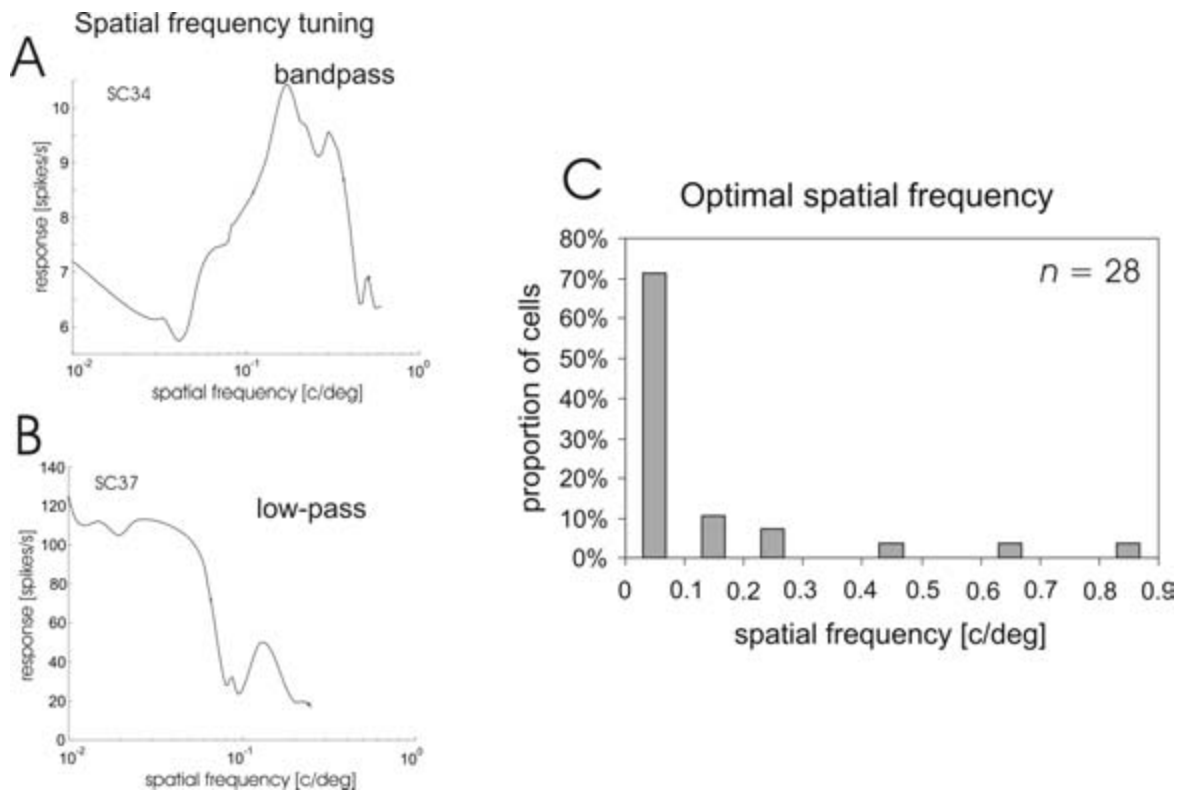 Spatial frequency tuning
A
bandpass
SC34
response [spikes/s]
10
9
8
7
6
10⁻² 10⁻¹ 10⁰
spatial frequency [c/deg]
B
SC37
low-pass
response [spikes/s]
140
120
100
80
60
40
20
0
10⁻² 10⁻¹ 10⁰
spatial frequency [c/deg]
C
Optimal spatial frequency
n = 28
proportion of cells
80%
70%
60%
50%
40%
30%
20%
10%
0%
0 0.1 0.2 0.3 0.4 0.5 0.6 0.7 0.8 0.9
spatial frequency [c/deg]